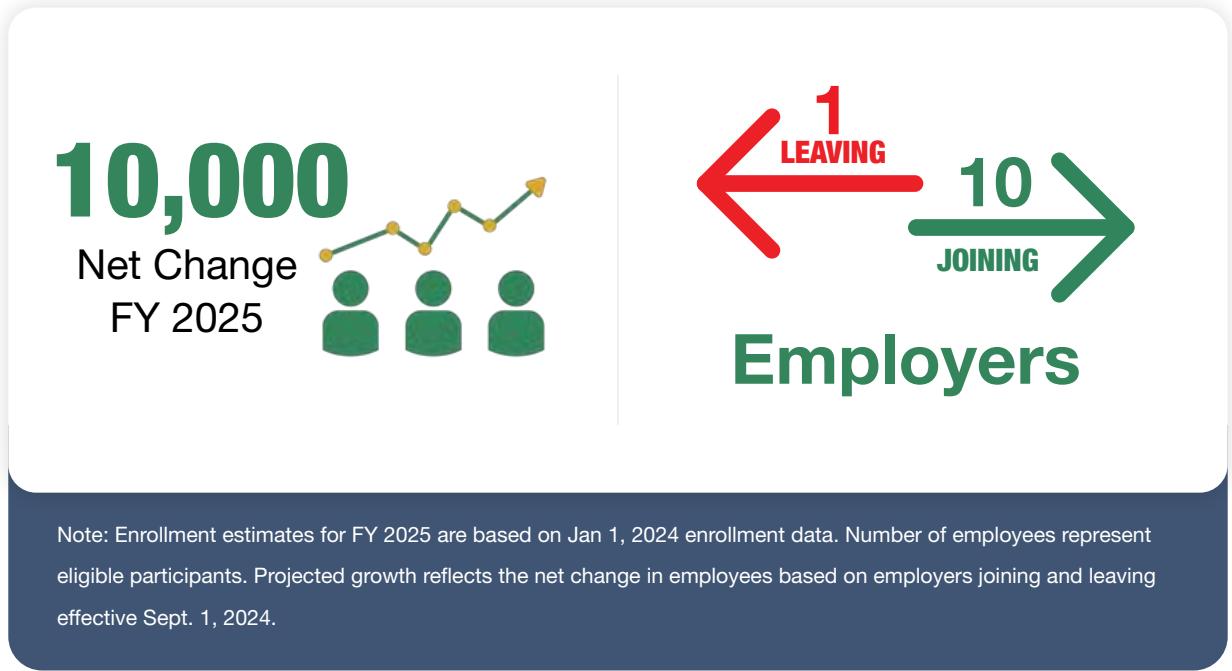 10,000
Net Change
FY 2025
1
LEAVING
10
JOINING
Employers
Note: Enrollment estimates for FY 2025 are based on Jan 1, 2024 enrollment data. Number of employees represent
eligible participants. Projected growth reflects the net change in employees based on employers joining and leaving
effective Sept. 1, 2024.